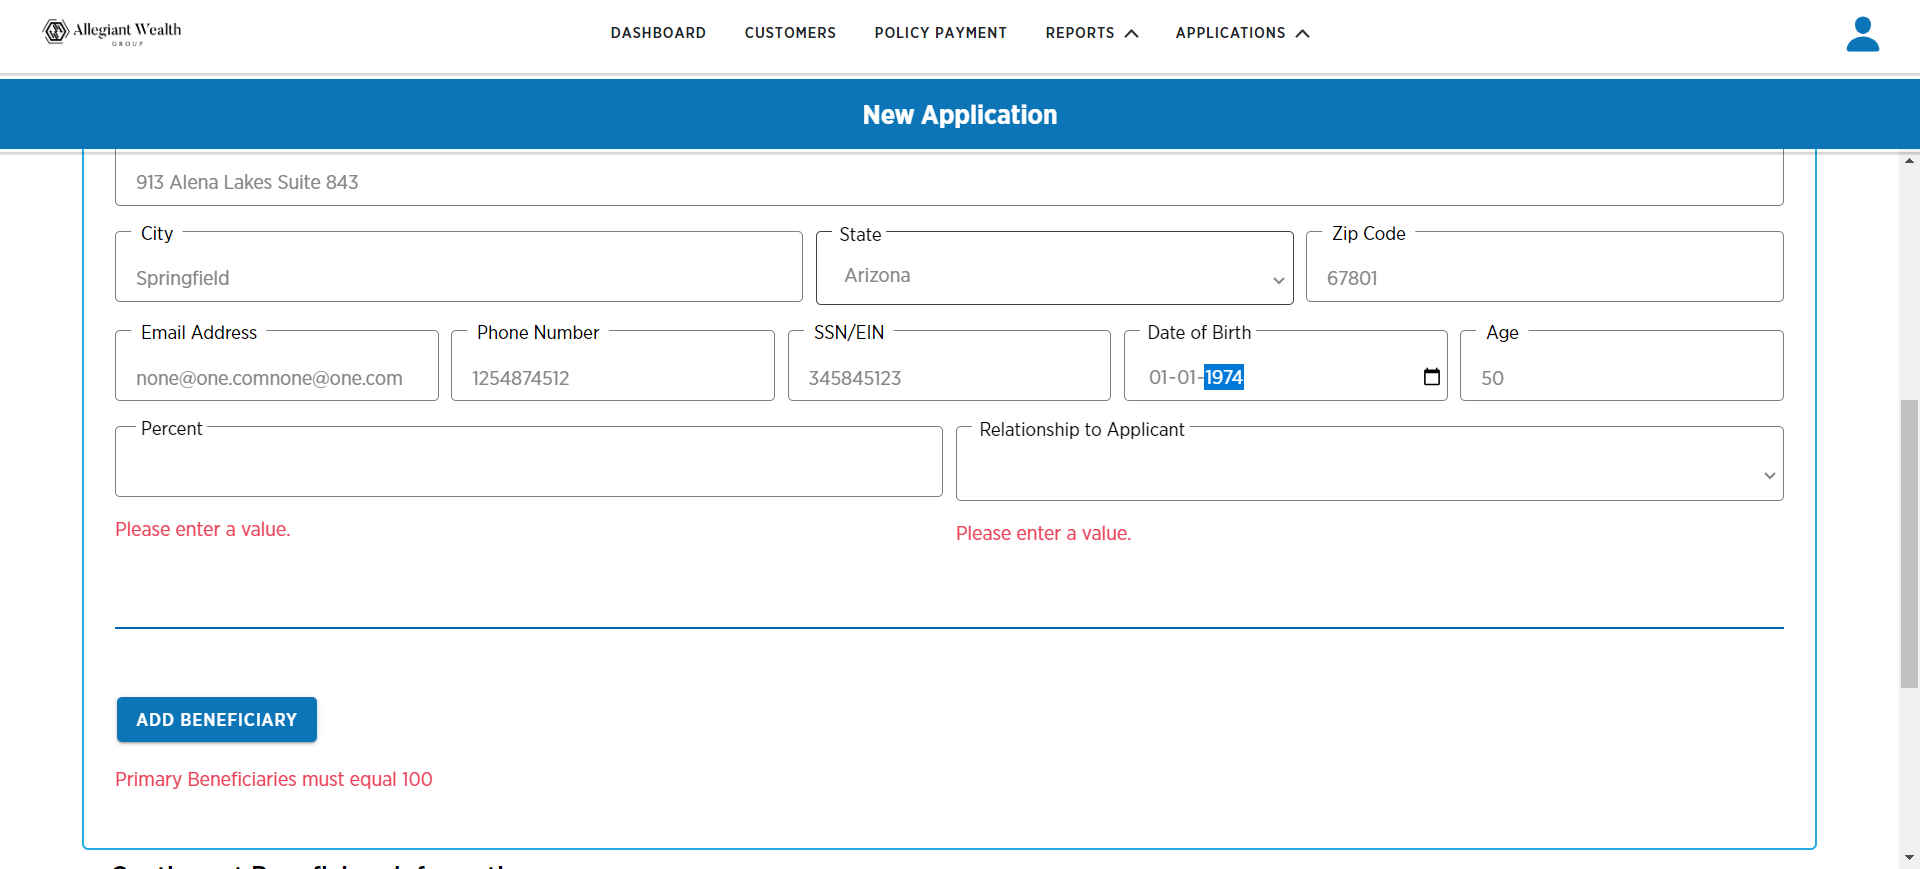 Allegiant Wealth
GROUP
DASHBOARD CUSTOMERS POLICY PAYMENT REPORTS APPLICATIONS
New Application
913 Alena Lakes Suite 843
City State Zip Code
Springfield Arizona 67801
Email Address Phone Number SSN/EIN Date of Birth Age
none@one.comnone@one.com 1254874512 345845123 01-01-1974 50
Percent Relationship to Applicant
Please enter a value. Please enter a value.
ADD BENEFICIARY
Primary Beneficiaries must equal 100